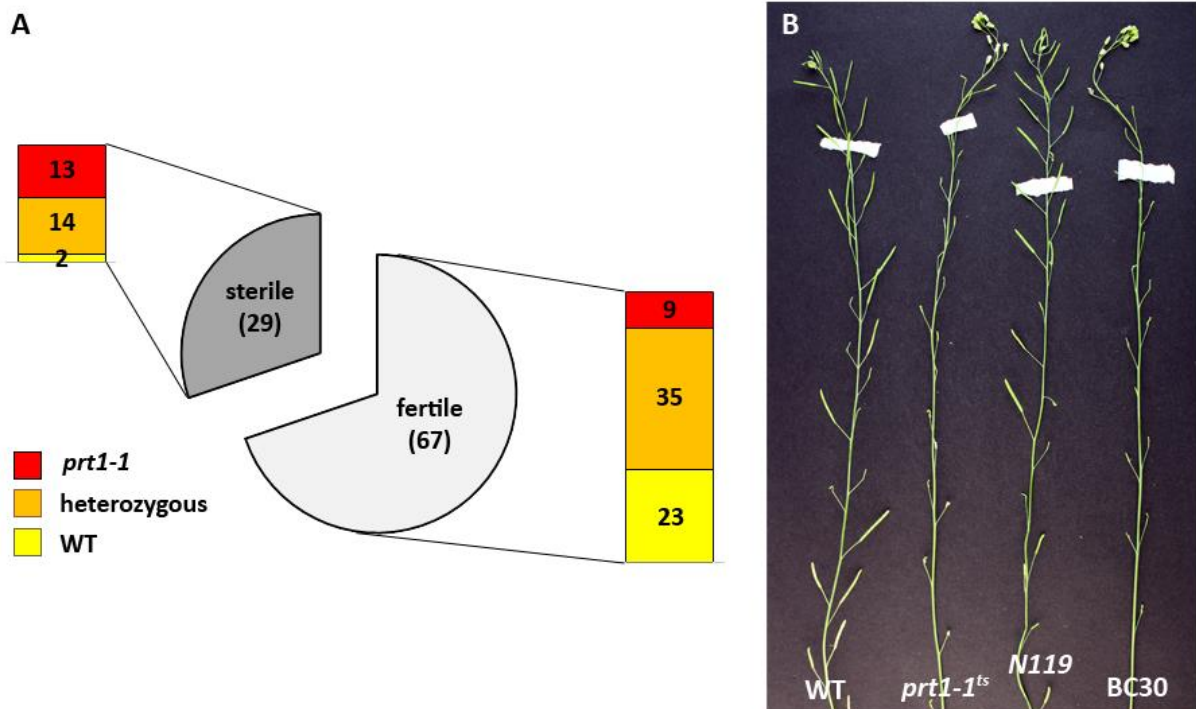 A
13
14
2
sterile
(29)
fertile
(67)
9
35
23
prt1-1
heterozygous
WT
B
WT
prt1-1ts
N119
BC30